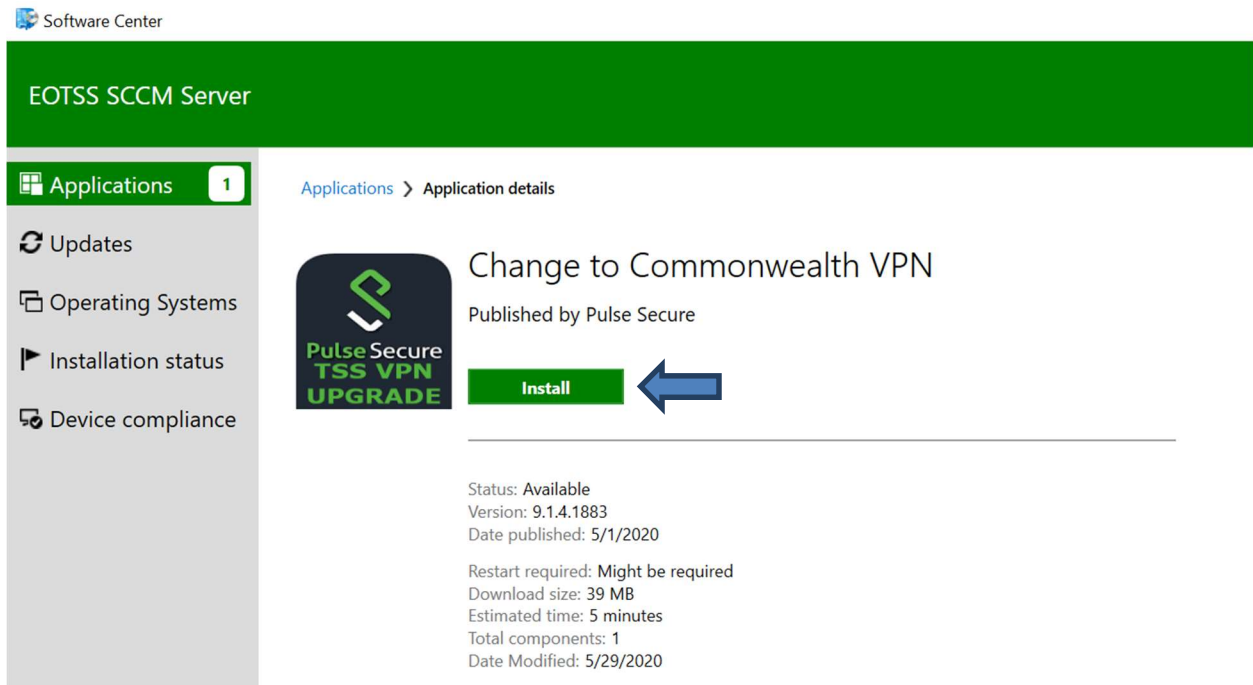 Software Center
EOTSS SCCM Server
Applications 1
Updates
Operating Systems
Installation status
Device compliance
Applications ❯ Application details
Pulse Secure
TSS VPN
UPGRADE
Change to Commonwealth VPN
Published by Pulse Secure
Install
Status: Available
Version: 9.1.4.1883
Date published: 5/1/2020
Restart required: Might be required
Download size: 39 MB
Estimated time: 5 minutes
Total components: 1
Date Modified: 5/29/2020